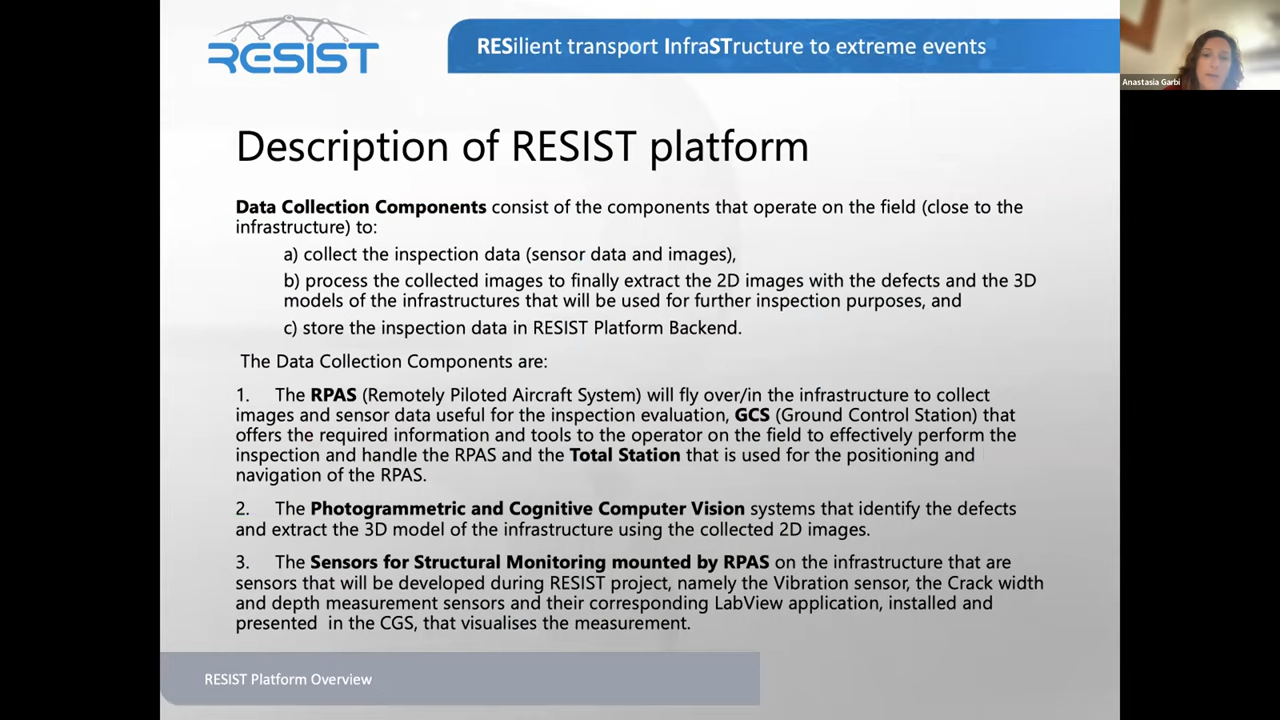 RESIST
RESilient transport InfraSTructure to extreme events
Anastasia Garbi
Description of RESIST platform
Data Collection Components consist of the components that operate on the field (close to the
infrastructure) to:
a) collect the inspection data (sensor data and images),
b) process the collected images to finally extract the 2D images with the defects and the 3D
models of the infrastructures that will be used for further inspection purposes, and
c) store the inspection data in RESIST Platform Backend.
The Data Collection Components are:
1. The RPAS (Remotely Piloted Aircraft System) will fly over/in the infrastructure to collect
images and sensor data useful for the inspection evaluation, GCS (Ground Control Station) that
offers the required information and tools to the operator on the field to effectively perform the
inspection and handle the RPAS and the Total Station that is used for the positioning and
navigation of the RPAS.
2. The Photogrammetric and Cognitive Computer Vision systems that identify the defects
and extract the 3D model of the infrastructure using the collected 2D images.
3. The Sensors for Structural Monitoring mounted by RPAS on the infrastructure that are
sensors that will be developed during RESIST project, namely the Vibration sensor, the Crack width
and depth measurement sensors and their corresponding LabView application, installed and
presented in the CGS, that visualises the measurement.
RESIST Platform Overview